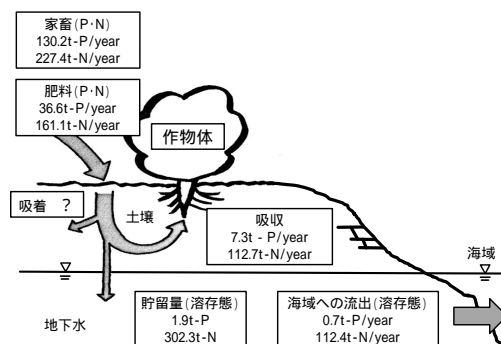 家畜(P・N)
130.2t-P/year
227.4t-N/year
肥料(P・N)
36.6t-P/year
161.1t-N/year
作物体
吸着 ?
土壌
吸収
7.3t - P/year
112.7t-N/year
海域
地下水
貯留量(溶存態)
1.9t-P
302.3t-N
海域への流出(溶存態)
0.7t-P/year
112.4t-N/year